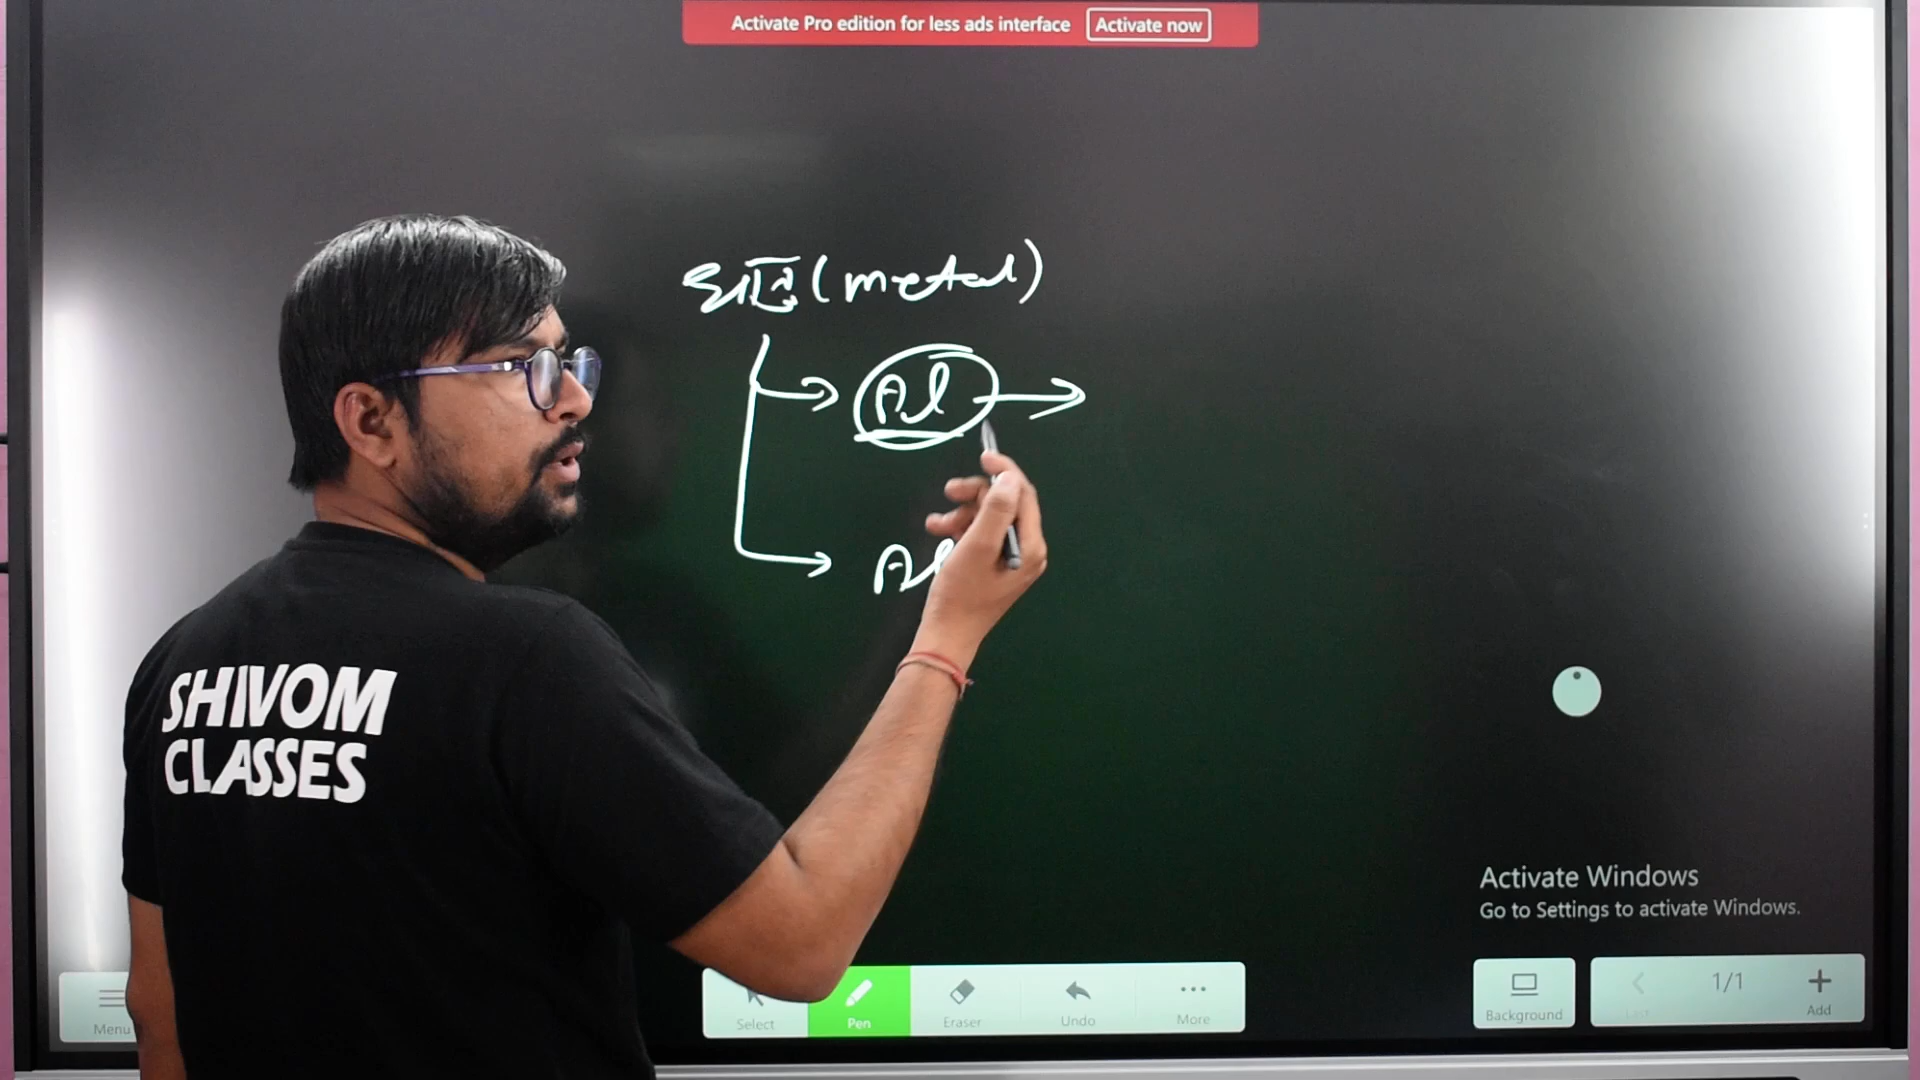 Activate Pro edition for less ads interface Activate now
धातु (metal)
Al
Al
SHIVOM
CLASSES
Activate Windows
Go to Settings to activate Windows.
Menu
Select
Pen
Eraser
Undo
More
Background
1/1
Add